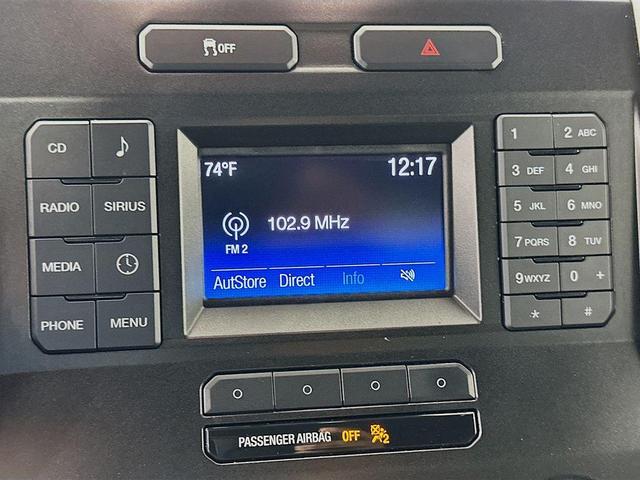 OFF
CD
RADIO SIRIUS
MEDIA
PHONE MENU
74°F 12:17
102.9 MHz
FM 2
AutStore Direct Info
1 2 ABC
3 DEF 4 GHI
5 JKL 6 MNO
7 PQRS 8 TUV
9 WXYZ 0 +
* #
PASSENGER AIRBAG OFF 2